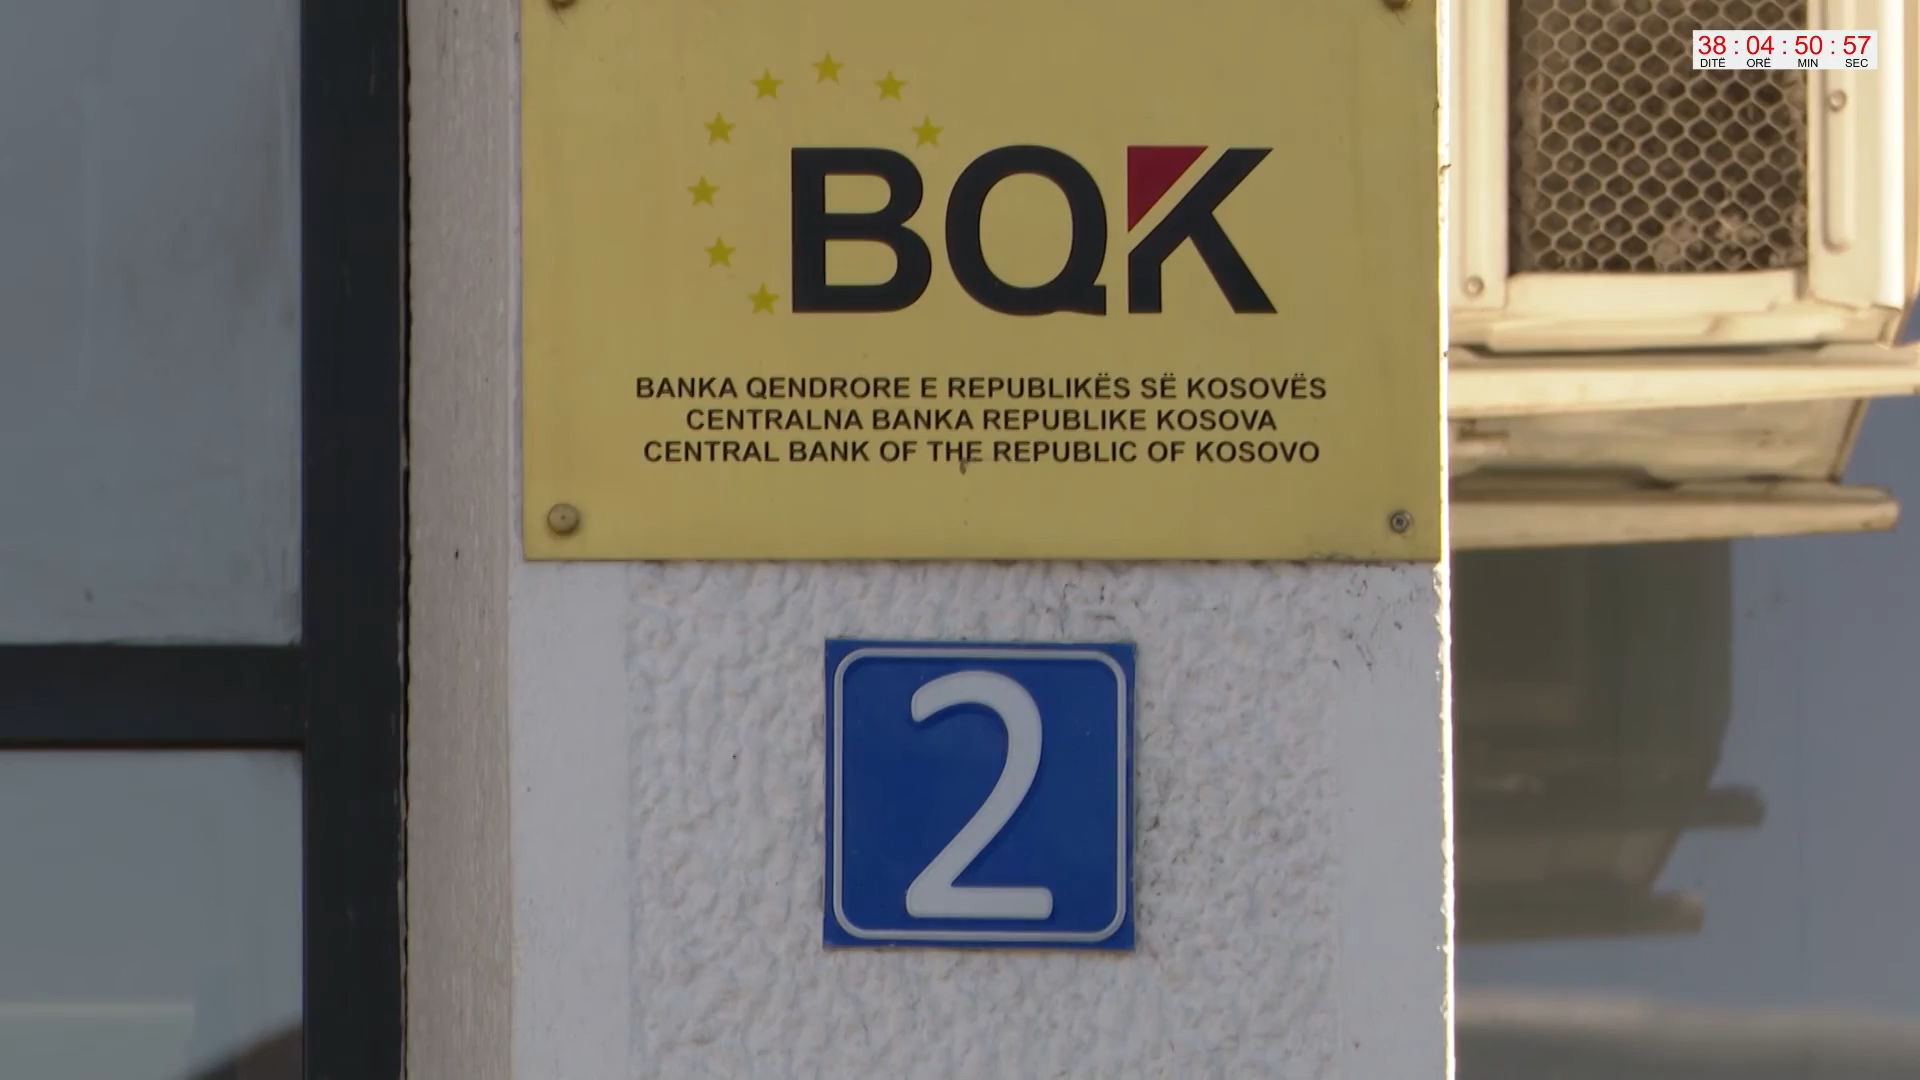 38 : 04 : 50 : 57
DITË ORË MIN SEC
BQK
BANKA QENDRORE E REPUBLIKËS SË KOSOVËS
CENTRALNA BANKA REPUBLIKE KOSOVA
CENTRAL BANK OF THE REPUBLIC OF KOSOVO
2